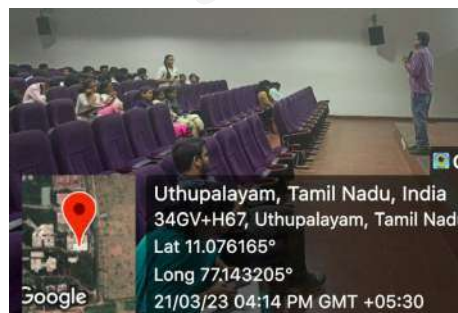 Uthupalayam, Tamil Nadu, India
34GV+H67, Uthupalayam, Tamil
Lat 11.076165°
Long 77.143205°
Google
21/03/23 04:14 PM GMT +05:30